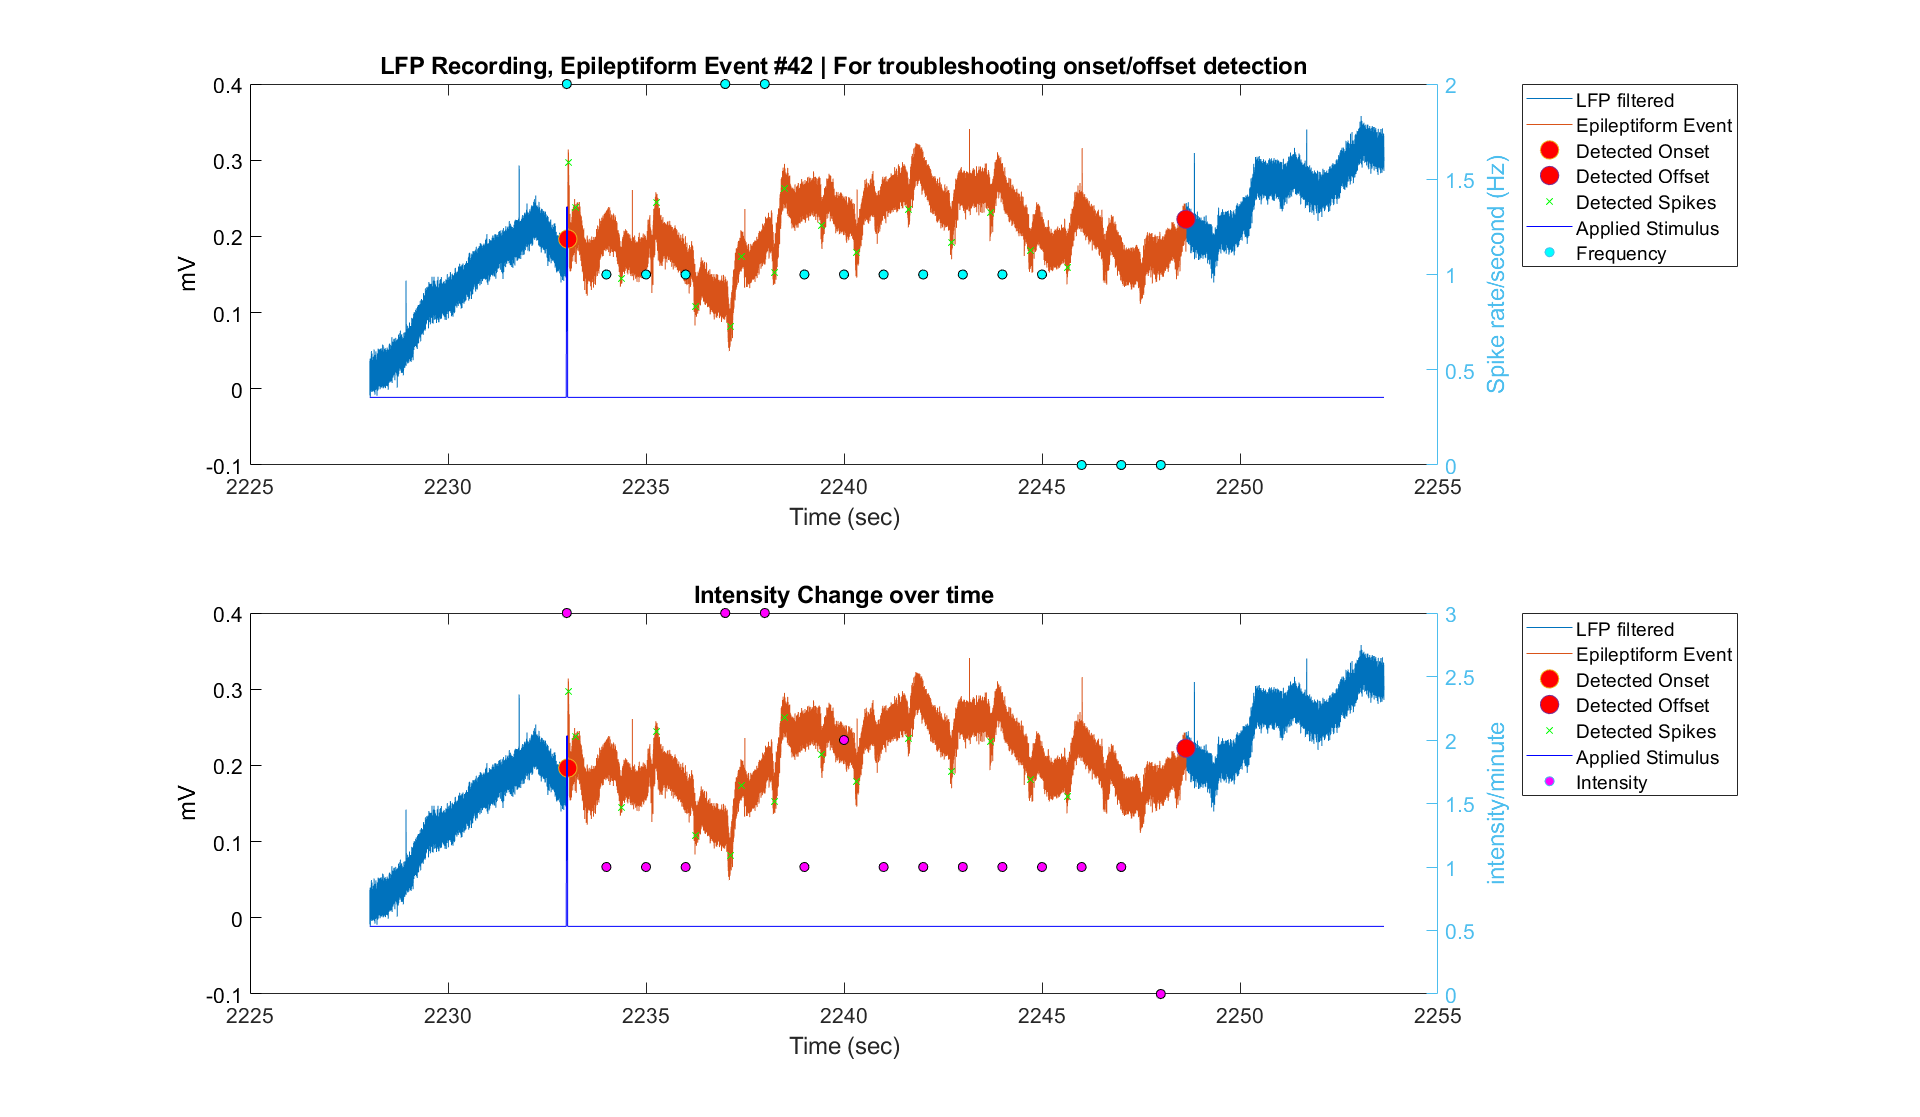 LFP Recording, Epileptiform Event #42 | For troubleshooting onset/offset detection
0.4
0.3
0.2
0.1
0
-0.1
mV
2
1.5
1
0.5
0
Spike rate/second (Hz)
2225
2230
2235
2240
2245
2250
2255
Time (sec)
LFP filtered
Epileptiform Event
Detected Onset
Detected Offset
Detected Spikes
Applied Stimulus
Frequency
Intensity Change over time
0.4
0.3
0.2
0.1
0
-0.1
mV
3
2.5
2
1.5
1
0.5
0
intensity/minute
2225
2230
2235
2240
2245
2250
2255
Time (sec)
LFP filtered
Epileptiform Event
Detected Onset
Detected Offset
Detected Spikes
Applied Stimulus
Intensity